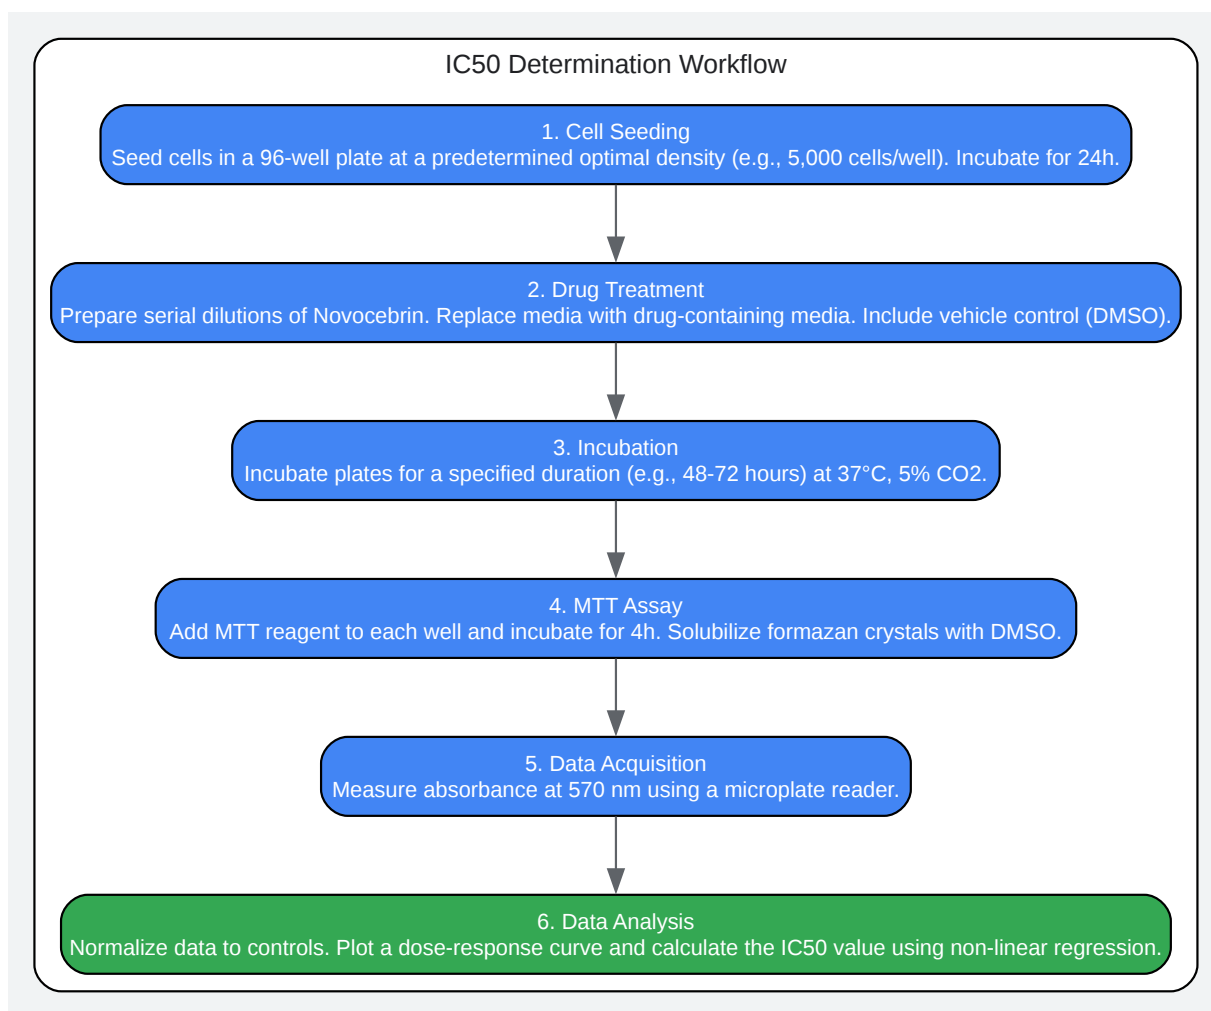 IC50 Determination Workflow
1. Cell Seeding
Seed cells in a 96-well plate at a predetermined optimal density (e.g., 5,000 cells/well). Incubate for 24h.
2. Drug Treatment
Prepare serial dilutions of Novocebrin. Replace media with drug-containing media. Include vehicle control (DMSO).
3. Incubation
Incubate plates for a specified duration (e.g., 48-72 hours) at 37°C, 5% CO2.
4. MTT Assay
Add MTT reagent to each well and incubate for 4h. Solubilize formazan crystals with DMSO.
5. Data Acquisition
Measure absorbance at 570 nm using a microplate reader.
6. Data Analysis
Normalize data to controls. Plot a dose-response curve and calculate the IC50 value using non-linear regression.